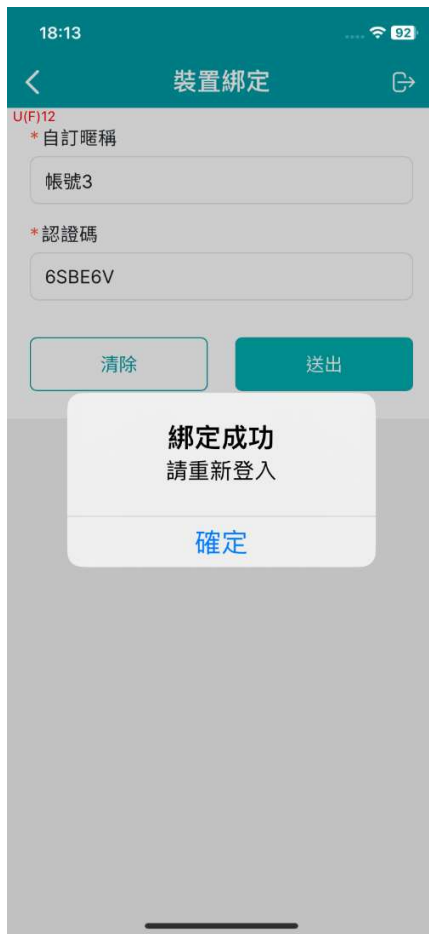 18:13
92
裝置綁定
U(F)12
*自訂暱稱
帳號3
*認證碼
6SBE6V
清除
送出
綁定成功
請重新登入
確定